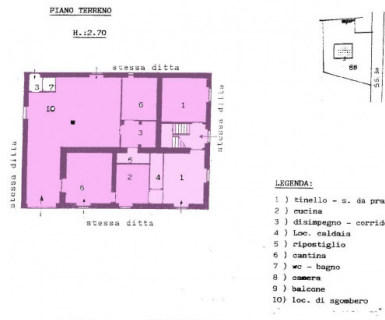 PIANO TERRENO
H.:2.70
stessa ditta
3
7
6
1
10
3
2
stessa ditta
stessa ditta
5
6
2
4
1
stessa ditta
LEGENDA:
1 ) tinello - s. da pra
2 ) cucina
3 ) disimpegno - corrido
4 ) Loc. caldaia
5 ) ripostiglio
6 ) cantina
7 ) wc - bagno
8 ) camera
9 ) balcone
10) loc. di sgombero